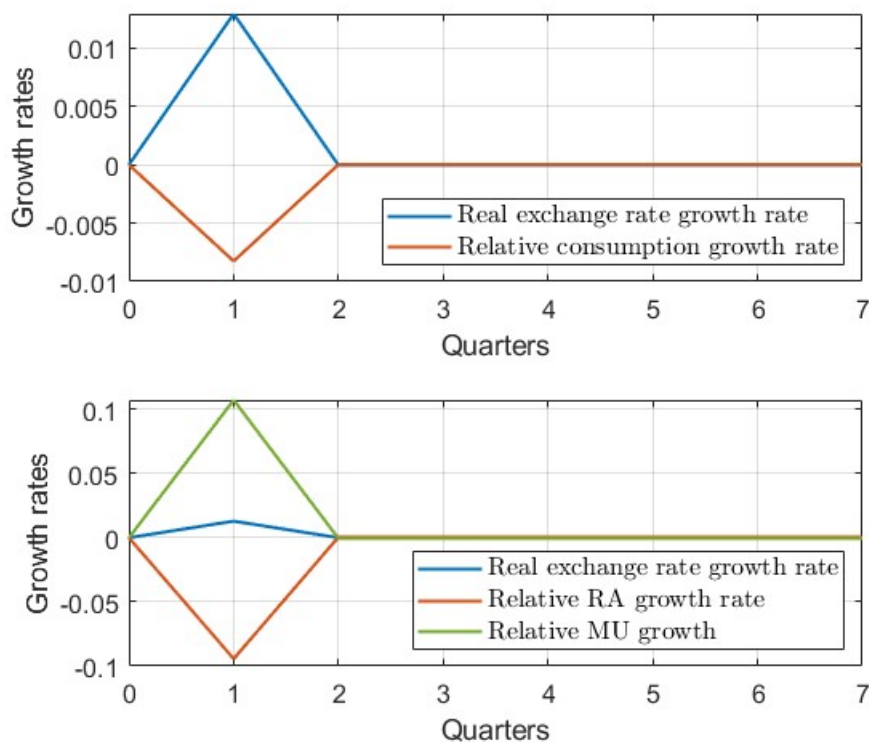 0.01
0.005
0
-0.005
-0.01
Growth rates
Real exchange rate growth rate
Relative consumption growth rate
0 1 2 3 4 5 6 7
Quarters
0.1
0.05
0
-0.05
-0.1
Growth rates
Real exchange rate growth rate
Relative RA growth rate
Relative MU growth
0 1 2 3 4 5 6 7
Quarters